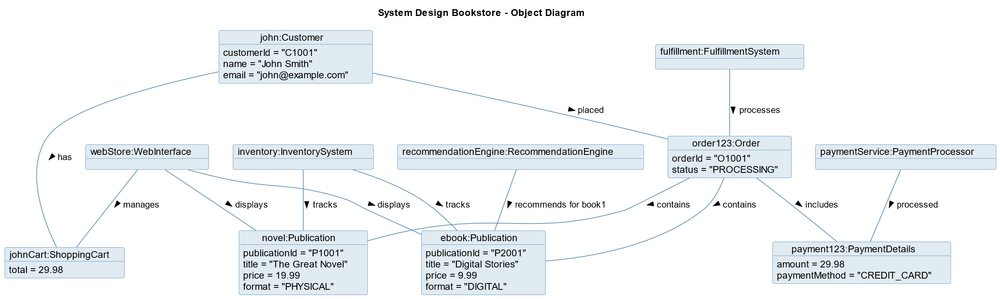 System Design Bookstore - Object Diagram
john:Customer
customerId = "C1001"
name = "John Smith"
email = "john@example.com"
fulfillment:FulfillmentSystem
placed
processes
has
webStore:WebInterface
inventory:InventorySystem
recommendationEngine:RecommendationEngine
order123:Order
orderId = "O1001"
status = "PROCESSING"
paymentService:PaymentProcessor
manages
displays
tracks
displays
tracks
recommends for book1
contains
contains
includes
processed
johnCart:ShoppingCart
total = 29.98
novel:Publication
publicationId = "P1001"
title = "The Great Novel"
price = 19.99
format = "PHYSICAL"
ebook:Publication
publicationId = "P2001"
title = "Digital Stories"
price = 9.99
format = "DIGITAL"
payment123:PaymentDetails
amount = 29.98
paymentMethod = "CREDIT_CARD"